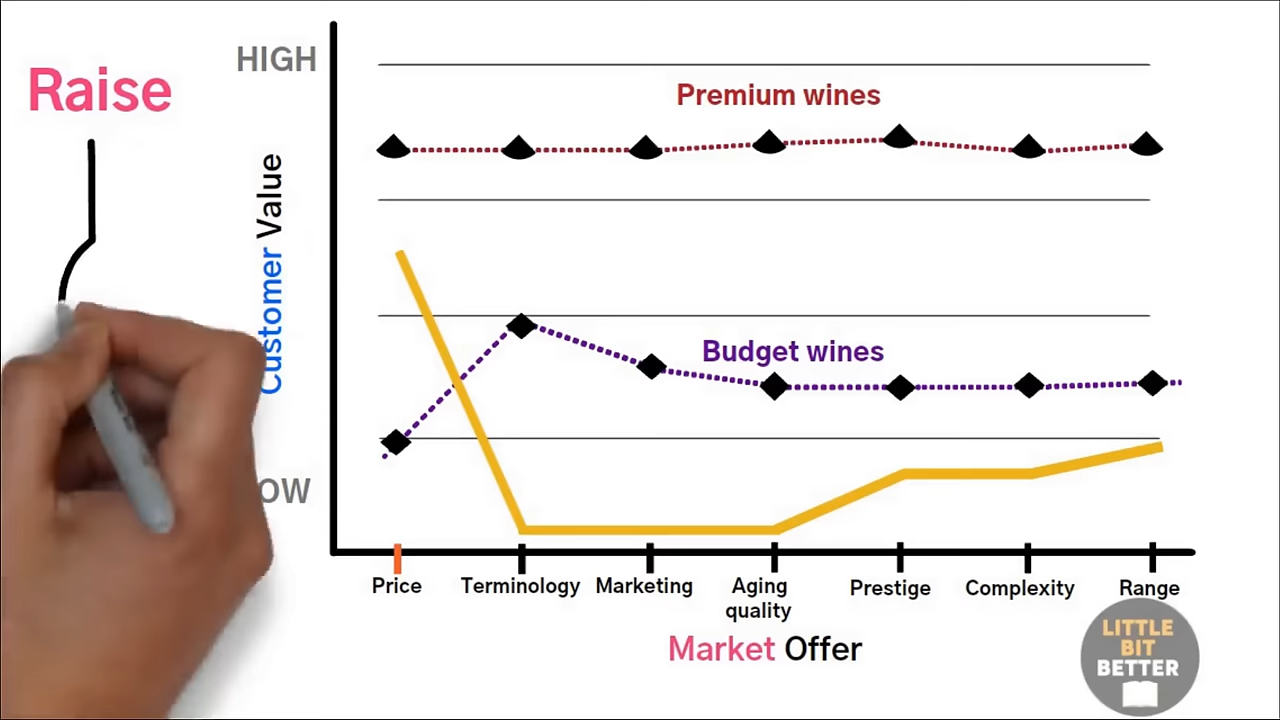 Raise
HIGH
Customer Value
OW
Premium wines
Budget wines
Price
Terminology
Marketing
Aging
quality
Prestige
Complexity
Range
Market Offer
LITTLE
BIT
BETTER